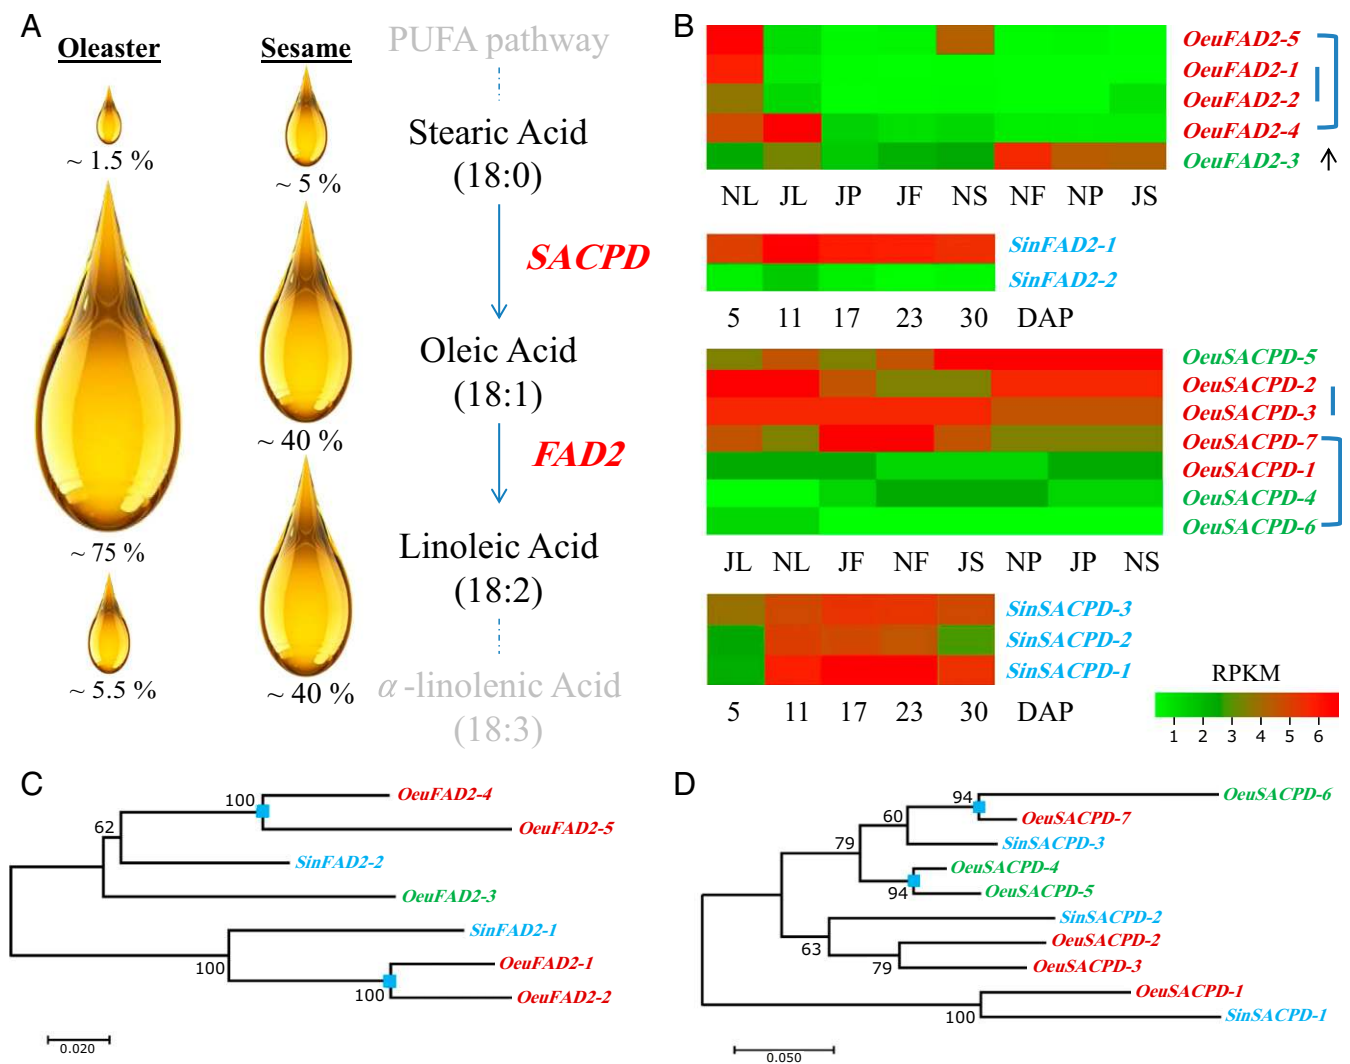 A
Oleaster
Sesame
PUFA pathway
~ 1.5 %
~ 5 %
Stearic Acid
(18:0)
SACPD
Oleic Acid
(18:1)
~ 40 %
FAD2
~ 75 %
Linoleic Acid
(18:2)
~ 5.5 %
~ 40 %
α -linolenic Acid
(18:3)
B
OeuFAD2-5
OeuFAD2-1
OeuFAD2-2
OeuFAD2-4
OeuFAD2-3
NL JL JP JF NS NF NP JS
SinFAD2-1
SinFAD2-2
5 11 17 23 30 DAP
OeuSACPD-5
OeuSACPD-2
OeuSACPD-3
OeuSACPD-7
OeuSACPD-1
OeuSACPD-4
OeuSACPD-6
JL NL JF NF JS NP JP NS
SinSACPD-3
SinSACPD-2
SinSACPD-1
5 11 17 23 30 DAP
RPKM
1 2 3 4 5 6
C
OeuFAD2-4
100
OeuFAD2-5
62
SinFAD2-2
OeuFAD2-3
SinFAD2-1
100
OeuFAD2-1
100
OeuFAD2-2
0.020
D
OeuSACPD-6
94
OeuSACPD-7
60
SinSACPD-3
79
OeuSACPD-4
94
OeuSACPD-5
SinSACPD-2
63
OeuSACPD-2
79
OeuSACPD-3
OeuSACPD-1
100
SinSACPD-1
0.050